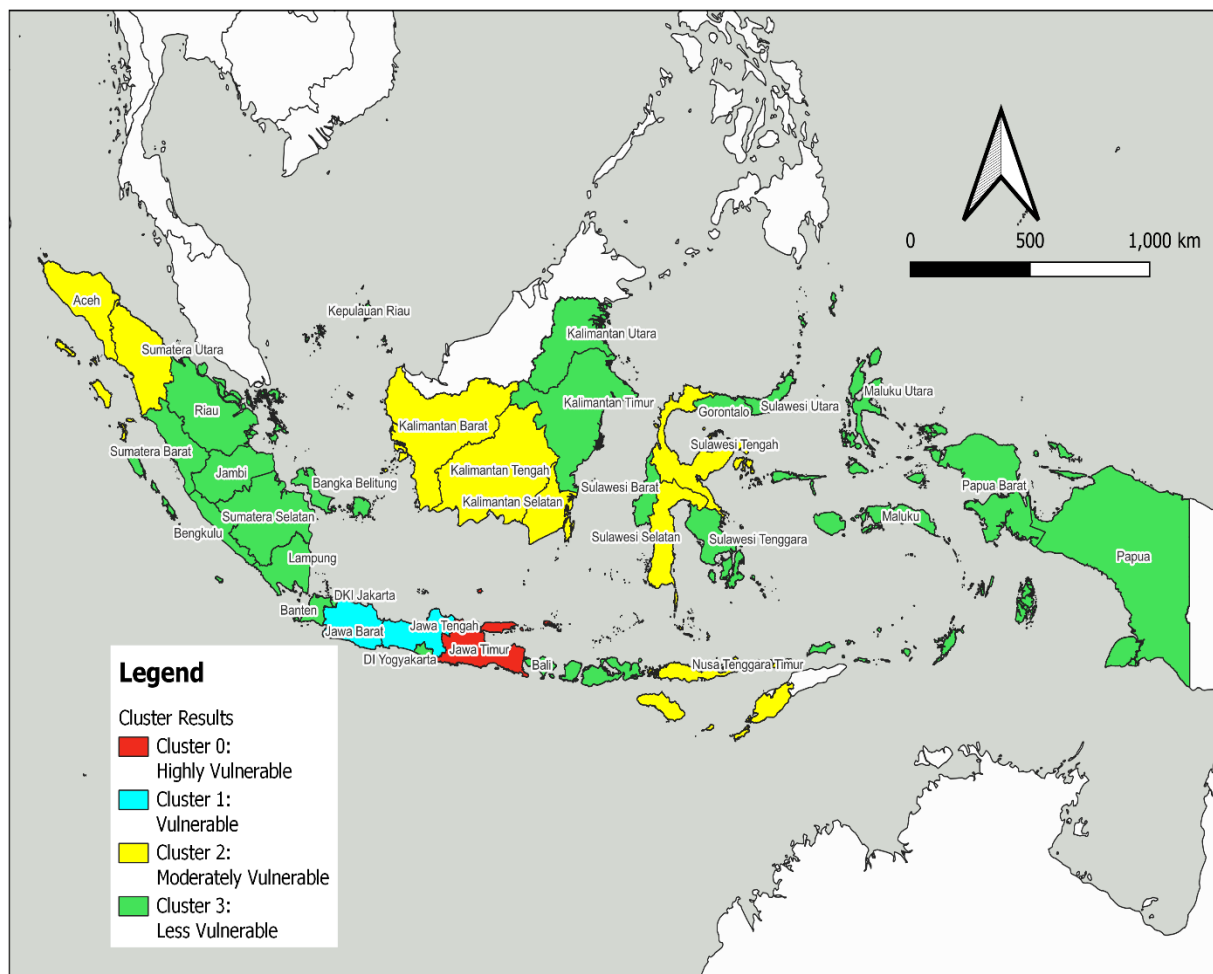 0 500 1,000 km
Aceh
Kepulauan Riau
Sumatera Utara
Kalimantan Utara
Maluku Utara
Kalimantan Timur
Sulawesi Utara
Riau
Gorontalo
Kalimantan Barat
Sulawesi Tengah
Sumatera Barat
Jambi
Kalimantan Tengah
Bangka Belitung
Sulawesi Barat
Papua Barat
Kalimantan Selatan
Sumatera Selatan
Maluku
Bengkulu
Sulawesi Selatan
Sulawesi Tenggara
Lampung
Papua
DKI Jakarta
Banten
Jawa Tengah
Jawa Barat
Jawa Timur
DI Yogyakarta
Bali
Nusa Tenggara Timur
Legend
Cluster Results
Cluster 0:
Highly Vulnerable
Cluster 1:
Vulnerable
Cluster 2:
Moderately Vulnerable
Cluster 3:
Less Vulnerable